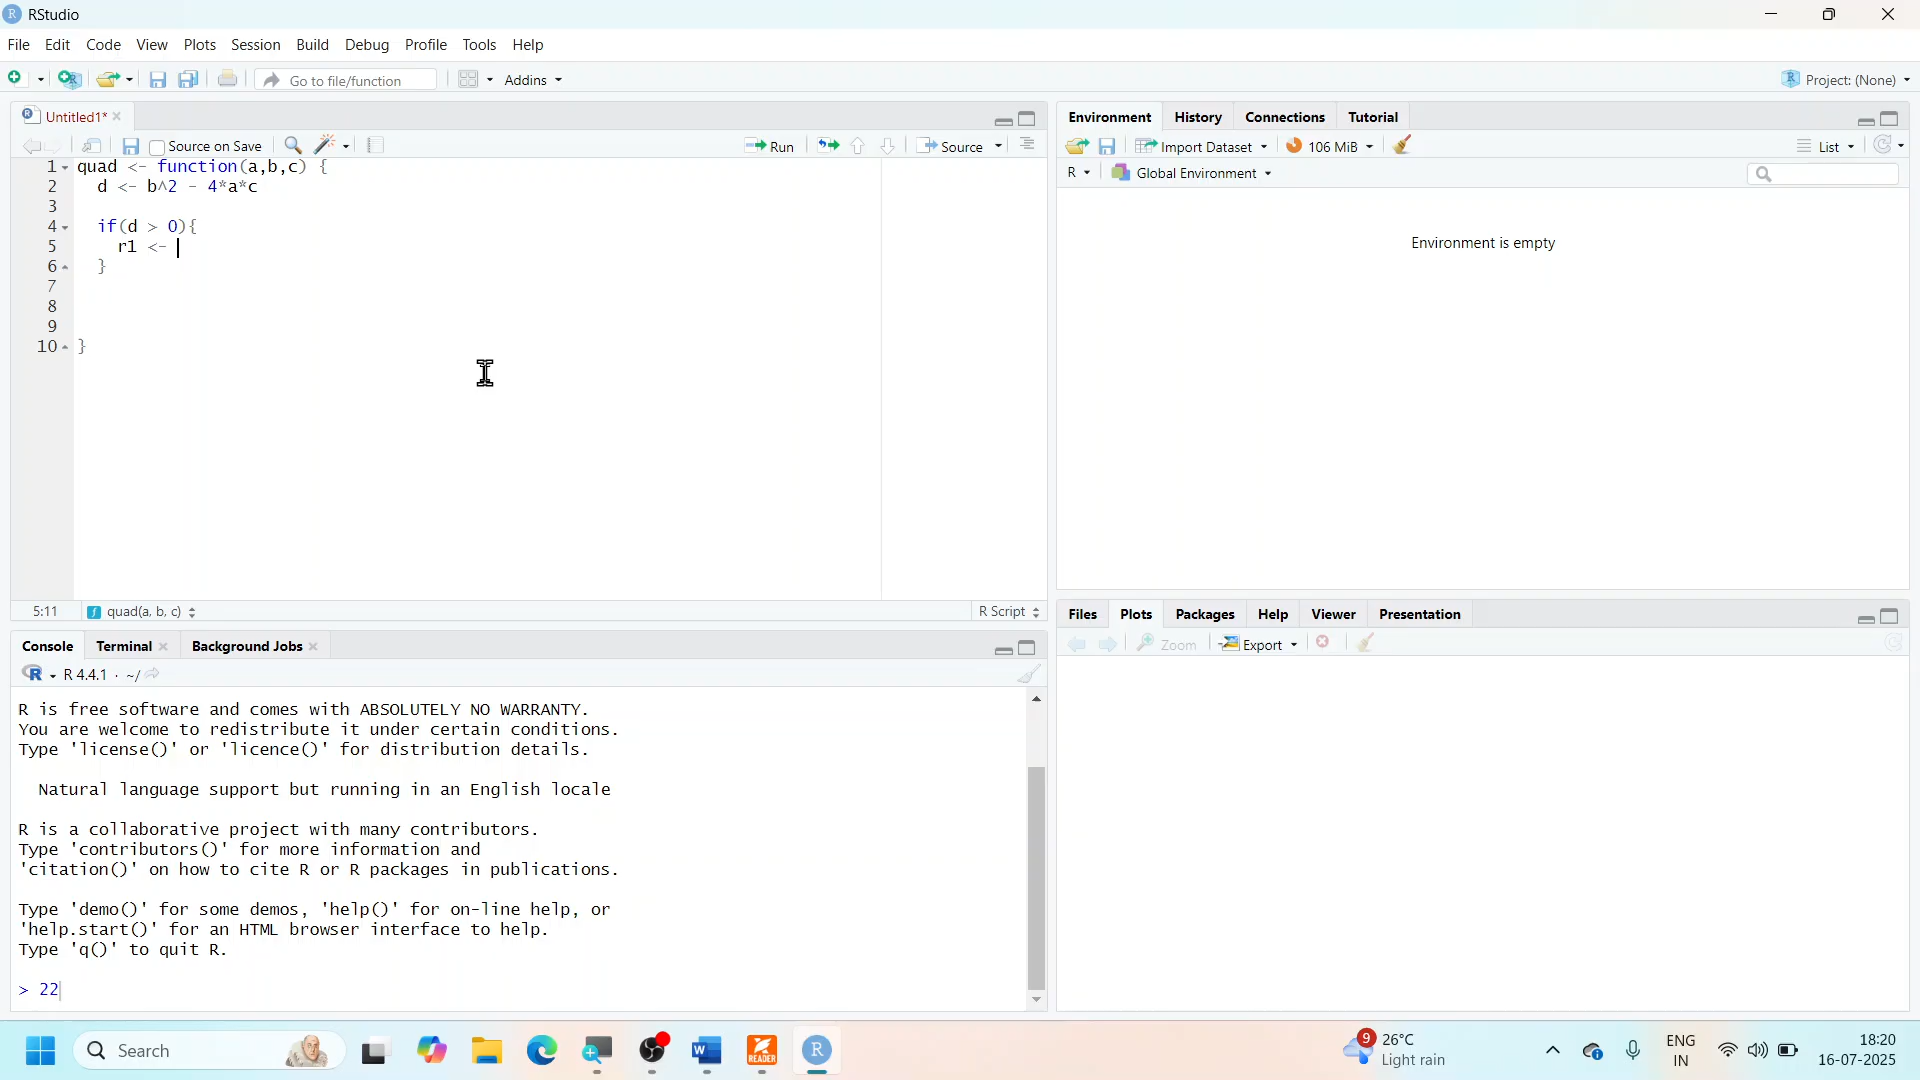 RStudio
File Edit Code View Plots Session Build Debug Profile Tools Help
Go to file/function Addins Project: (None)
Untitled1*
Source on Save Run Source
1 quad <- function(a,b,c) {
2 d <- b^2 - 4*a*c
3
4 if(d > 0){
5 r1 <-
6 }
7
8
9
10 }
5:11 quad(a, b, c) R Script
Console Terminal Background Jobs
R R 4.4.1 · ~/
R is free software and comes with ABSOLUTELY NO WARRANTY.
You are welcome to redistribute it under certain conditions.
Type 'license()' or 'licence()' for distribution details.
Natural language support but running in an English locale
R is a collaborative project with many contributors.
Type 'contributors()' for more information and
'citation()' on how to cite R or R packages in publications.
Type 'demo()' for some demos, 'help()' for on-line help, or
'help.start()' for an HTML browser interface to help.
Type 'q()' to quit R.
> 22
Environment History Connections Tutorial
Import Dataset 106 MiB List
R Global Environment
Environment is empty
Files Plots Packages Help Viewer Presentation
Zoom Export
Search READER R 9 26°C ENG 18:20
Light rain IN 16-07-2025